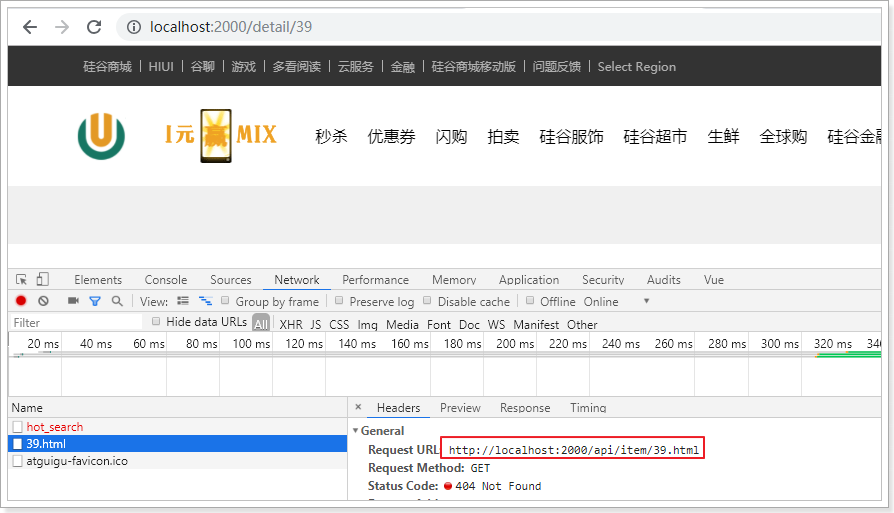 localhost:2000/detail/39
硅谷商城 | HIUI | 谷聊 | 游戏 | 多看阅读 | 云服务 | 金融 | 硅谷商城移动版 | 问题反馈 | Select Region
1元 赢 MIX 秒杀 优惠券 闪购 拍卖 硅谷服饰 硅谷超市 生鲜 全球购 硅谷金融
Elements Console Sources Network Performance Memory Application Security Audits Vue
View: Group by frame Preserve log Disable cache Offline Online
Filter Hide data URLs All XHR JS CSS Img Media Font Doc WS Manifest Other
20 ms 40 ms 60 ms 80 ms 100 ms 120 ms 140 ms 160 ms 180 ms 200 ms 220 ms 240 ms 260 ms 280 ms 300 ms 320 ms 34
Name × Headers Preview Response Timing
hot_search
39.html
atguigu-favicon.ico
General
Request URL http://localhost:2000/api/item/39.html
Request Method: GET
Status Code: 404 Not Found